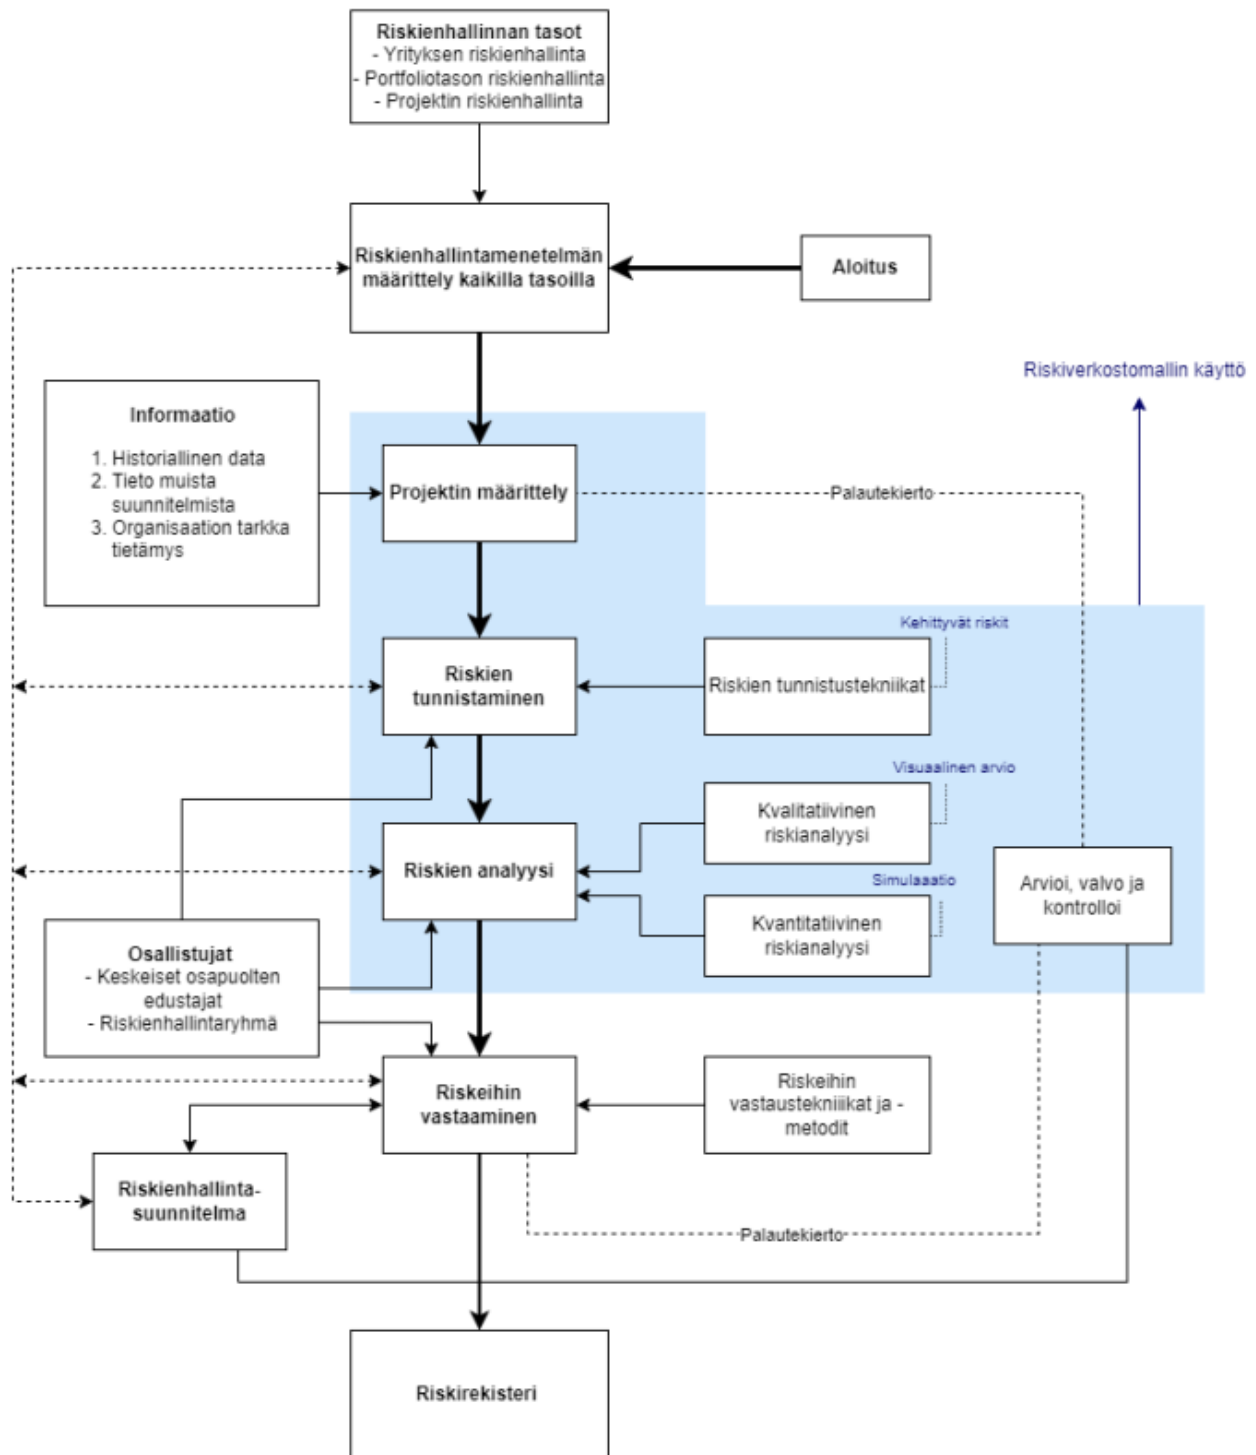 Riskienhallinnan tasot
- Yrityksen riskienhallinta
- Portfoliotason riskienhallinta
- Projektin riskienhallinta
Riskienhallintamenetelmän
määrittely kaikilla tasoilla
Aloitus
Riskiverkostomallin käyttö
Informaatio
1. Historiallinen data
2. Tieto muista
suunnitelmista
3. Organisaation tarkka
tietämys
Projektin määrittely
Palautekierto
Kehittyvät riskit
Riskien
tunnistaminen
Riskien tunnistustekniikat
Visuaalinen arvio
Kvalitatiivinen
riskianalyysi
Riskien analyysi
Simulaaatio
Kvantitatiivinen
riskianalyysi
Arvioi, valvo ja
kontrolloi
Osallistujat
- Keskeiset osapuolten
edustajat
- Riskienhallintaryhmä
Riskeihin
vastaaminen
Riskeihin
vastaustekniiikat ja -
metodit
Riskienhallinta-
suunnitelma
Palautekierto
Riskirekisteri